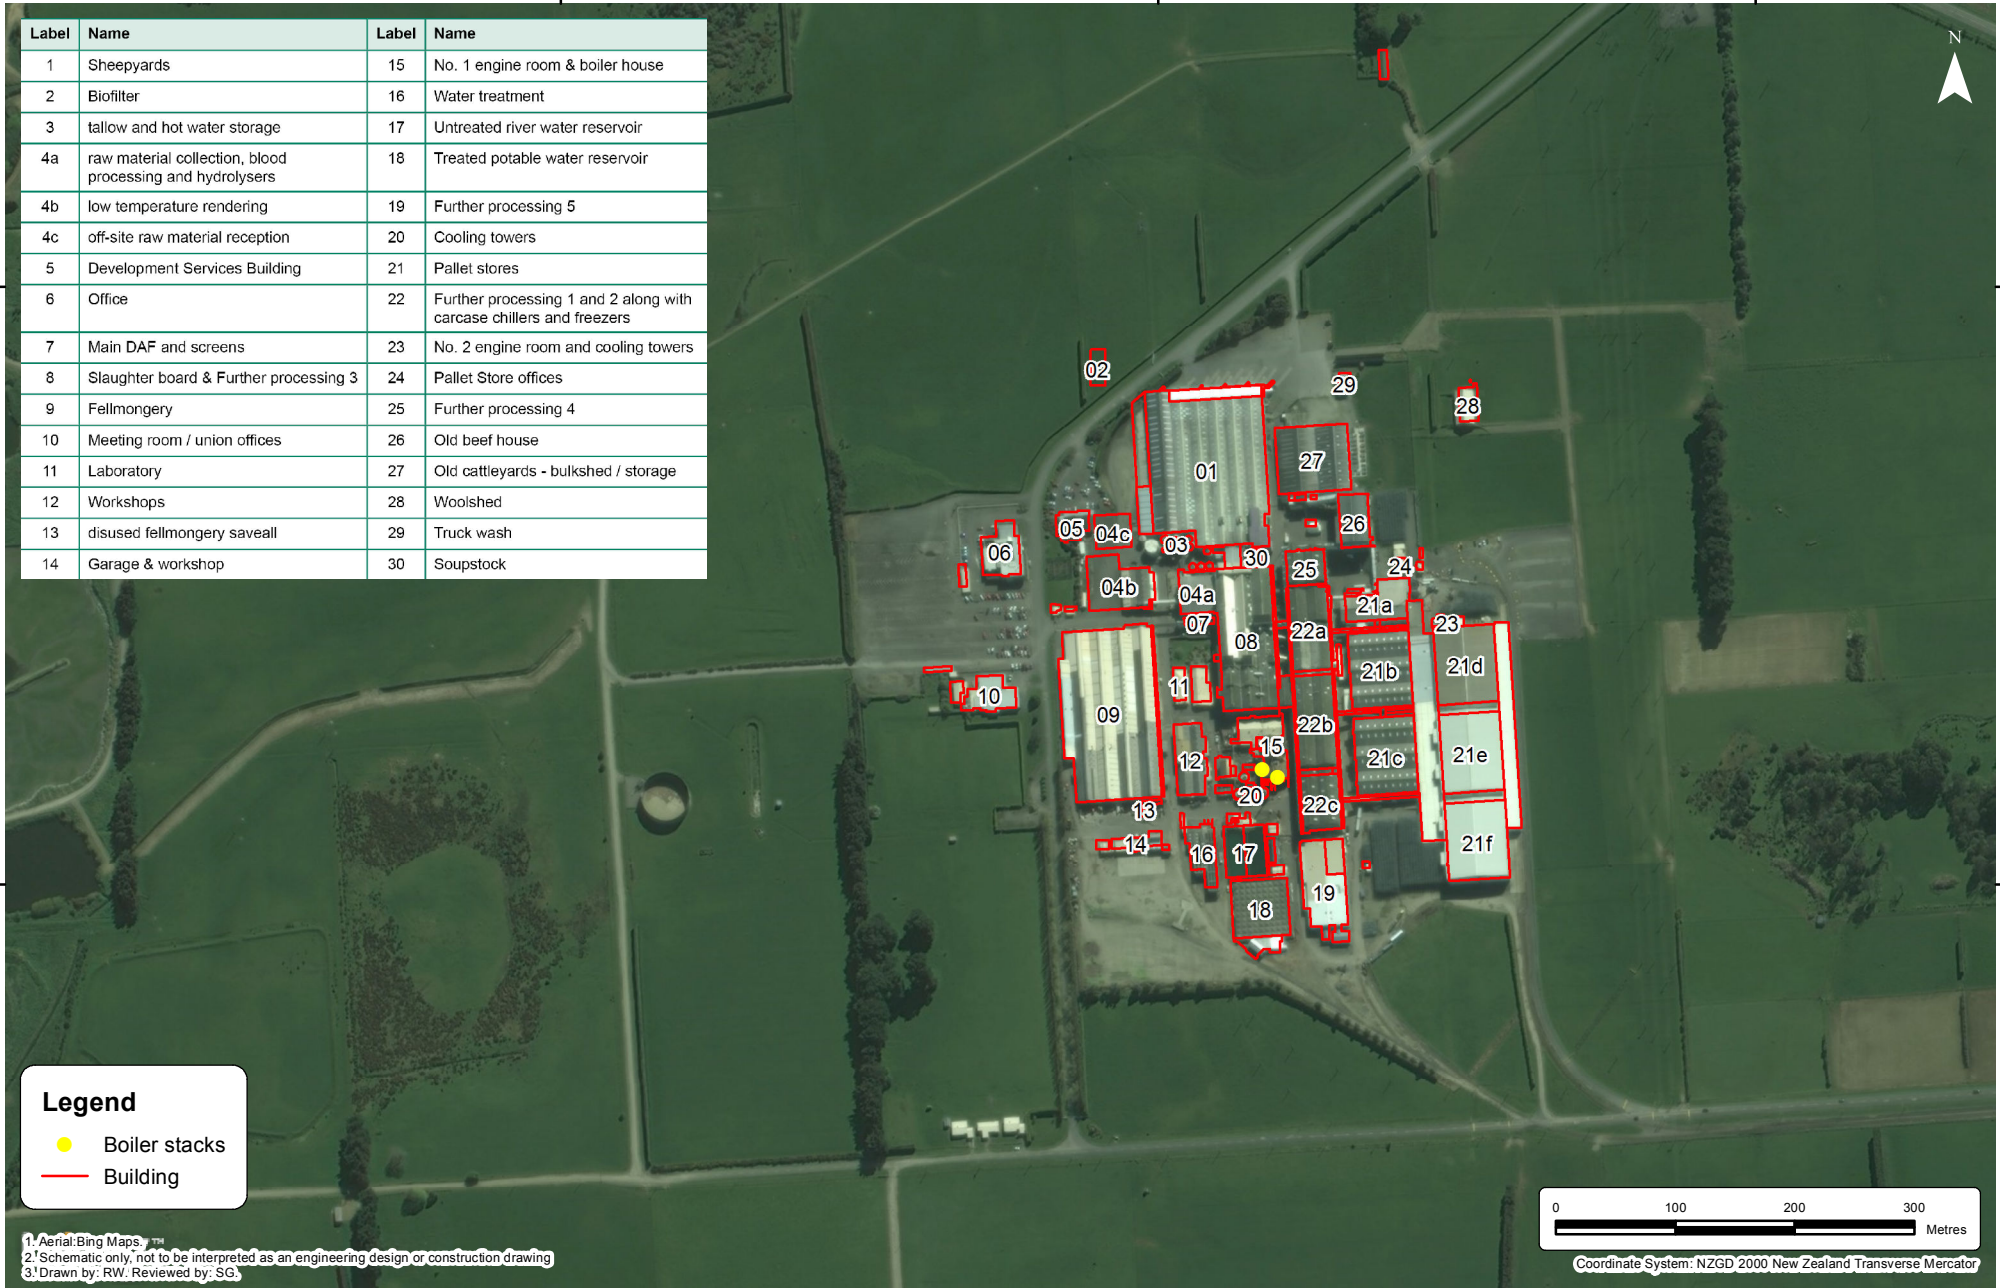 Label Name Label Name
1 Sheepyards 15 No. 1 engine room & boiler house
2 Biofilter 16 Water treatment
3 tallow and hot water storage 17 Untreated river water reservoir
4a raw material collection, blood 18 Treated potable water reservoir
processing and hydrolysers
4b low temperature rendering 19 Further processing 5
4c off-site raw material reception 20 Cooling towers
5 Development Services Building 21 Pallet stores
6 Office 22 Further processing 1 and 2 along with
carcase chillers and freezers
7 Main DAF and screens 23 No. 2 engine room and cooling towers
8 Slaughter board & Further processing 3 24 Pallet Store offices
9 Fellmongery 25 Further processing 4
10 Meeting room / union offices 26 Old beef house
11 Laboratory 27 Old cattleyards - bulkshed / storage
12 Workshops 28 Woolshed
13 disused fellmongery saveall 29 Truck wash
14 Garage & workshop 30 Soupstock
N
02
29
28
01
27
26
05
04c
03
06
30
25
24
04b
04a
21a
07
23
22a
08
21b
21d
11
10
09
22b
15
21e
21c
12
20
22c
13
14
16
17
21f
19
18
Legend
Boiler stacks
Building
1. Aerial:Bing Maps. TM
2. Schematic only, not to be interpreted as an engineering design or construction drawing
3. Drawn by: RW. Reviewed by: SG.
0 100 200 300
Metres
Coordinate System: NZGD 2000 New Zealand Transverse Mercator